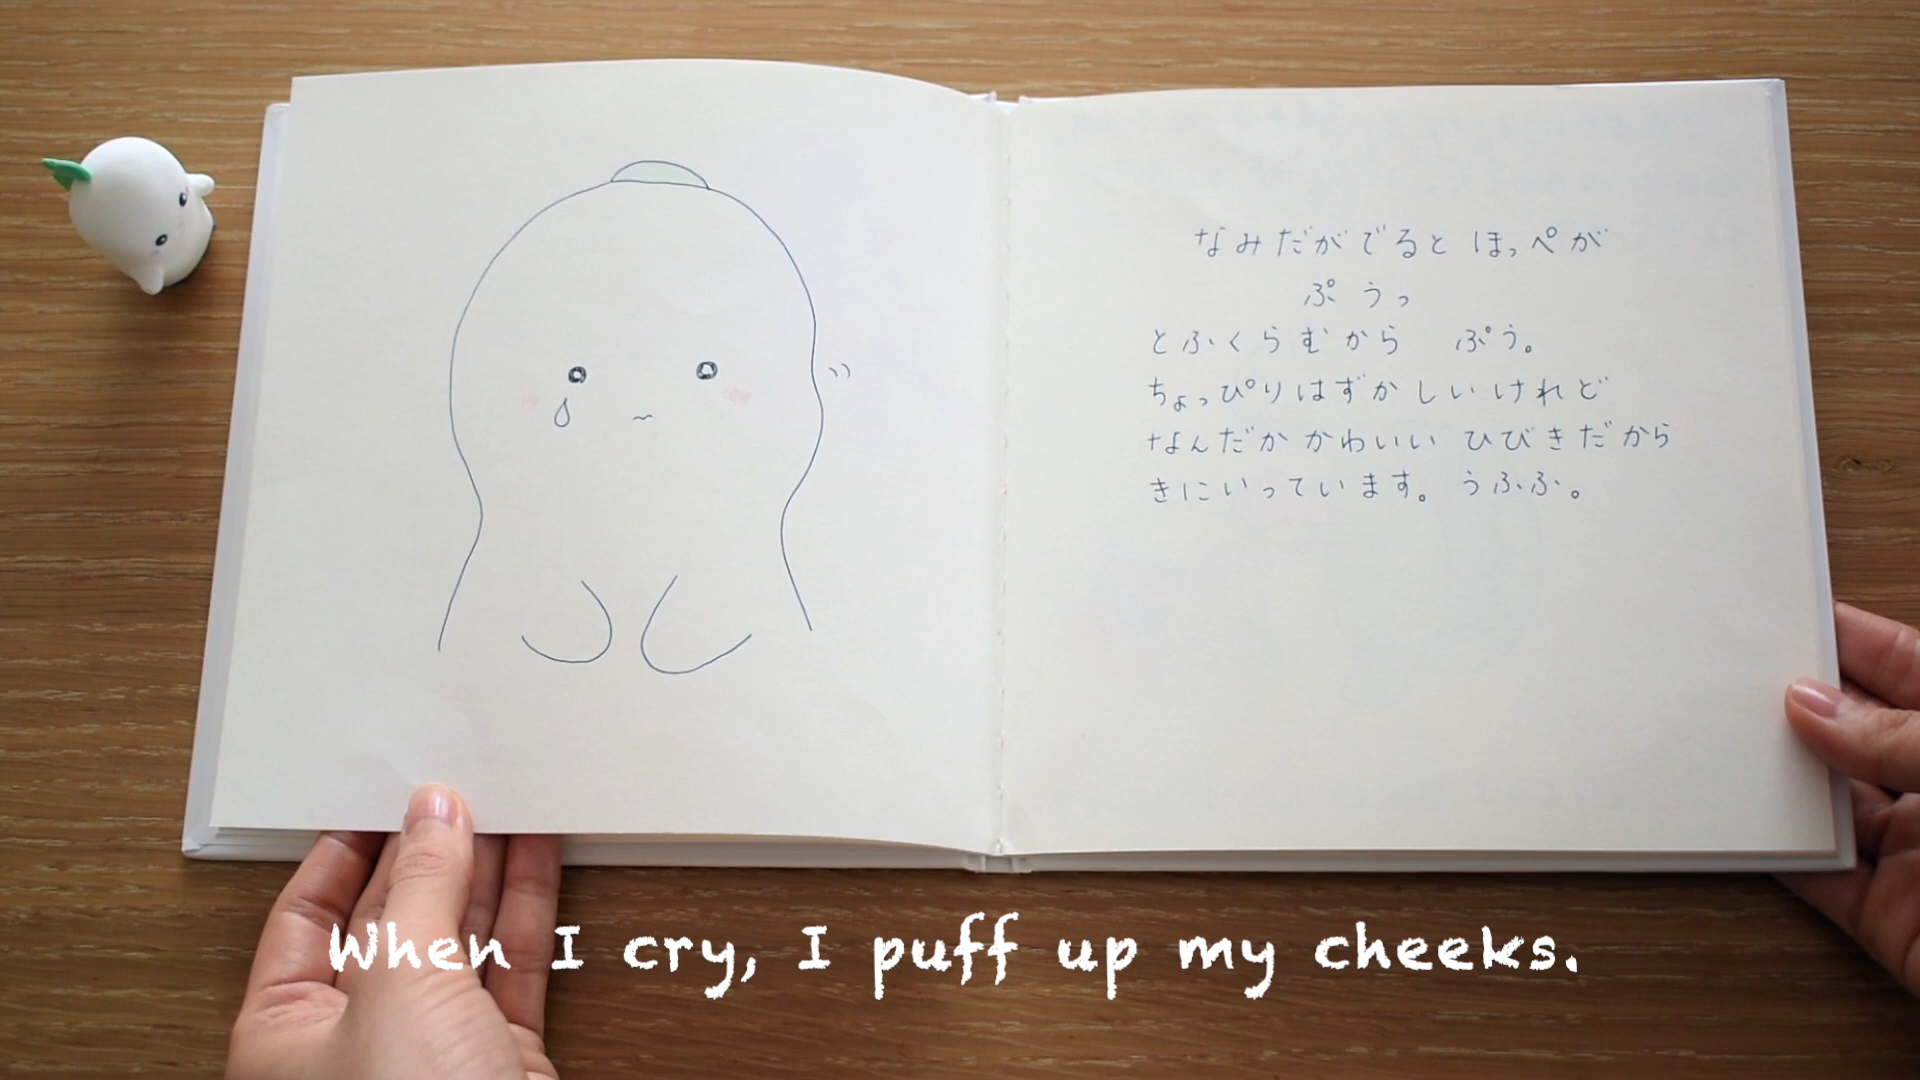 なみだがでると ほっぺが
ぷうっ
とふくらむから ぷう。
ちょっぴりはずかしいけれど
なんだか かわいい ひびきだから
きにいっています。 うふふ。
When I cry, I puff up my cheeks.